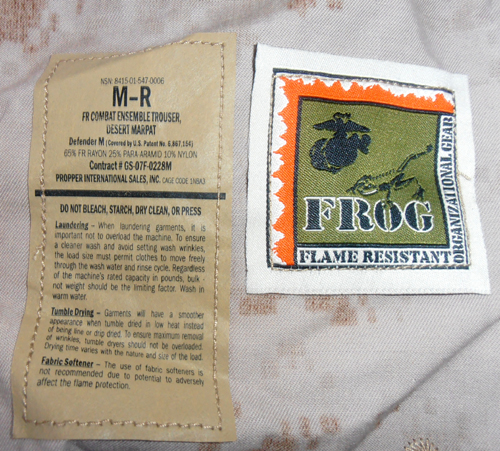 NSN: 8415-01-547-0006
M-R
FR COMBAT ENSEMBLE TROUSER,
DESERT MARPAT
Defender M (Covered by U.S. Patent No. 6,867,154)
65% FR RAYON 25% PARA ARAMID 10% NYLON
Contract # GS-07F-0228M
PROPPER INTERNATIONAL SALES, INC. CAGE CODE 1RBA3
DO NOT BLEACH, STARCH, DRY CLEAN, OR PRESS
Laundering – When laundering garments, it is
important not to overload the machine. To ensure
a cleaner wash and avoid setting wash wrinkles,
the load size must permit clothes to move freely
through the wash water and rinse cycle. Regardless
of the machine's rated capacity in pounds, bulk -
not weight should be the limiting factor. Wash in
warm water.
Tumble Drying – Garments will have a smoother
appearance when tumble dried in low heat instead
of being line or drip dried. To ensure maximum removal
of wrinkles, tumble dryers should not be overloaded.
Drying time varies with the nature and size of the load.
Fabric Softener – The use of fabric softeners is
not recommended due to potential to adversely
affect the flame protection.
FROG
FLAME RESISTANT
ORGANIZATIONAL GEAR